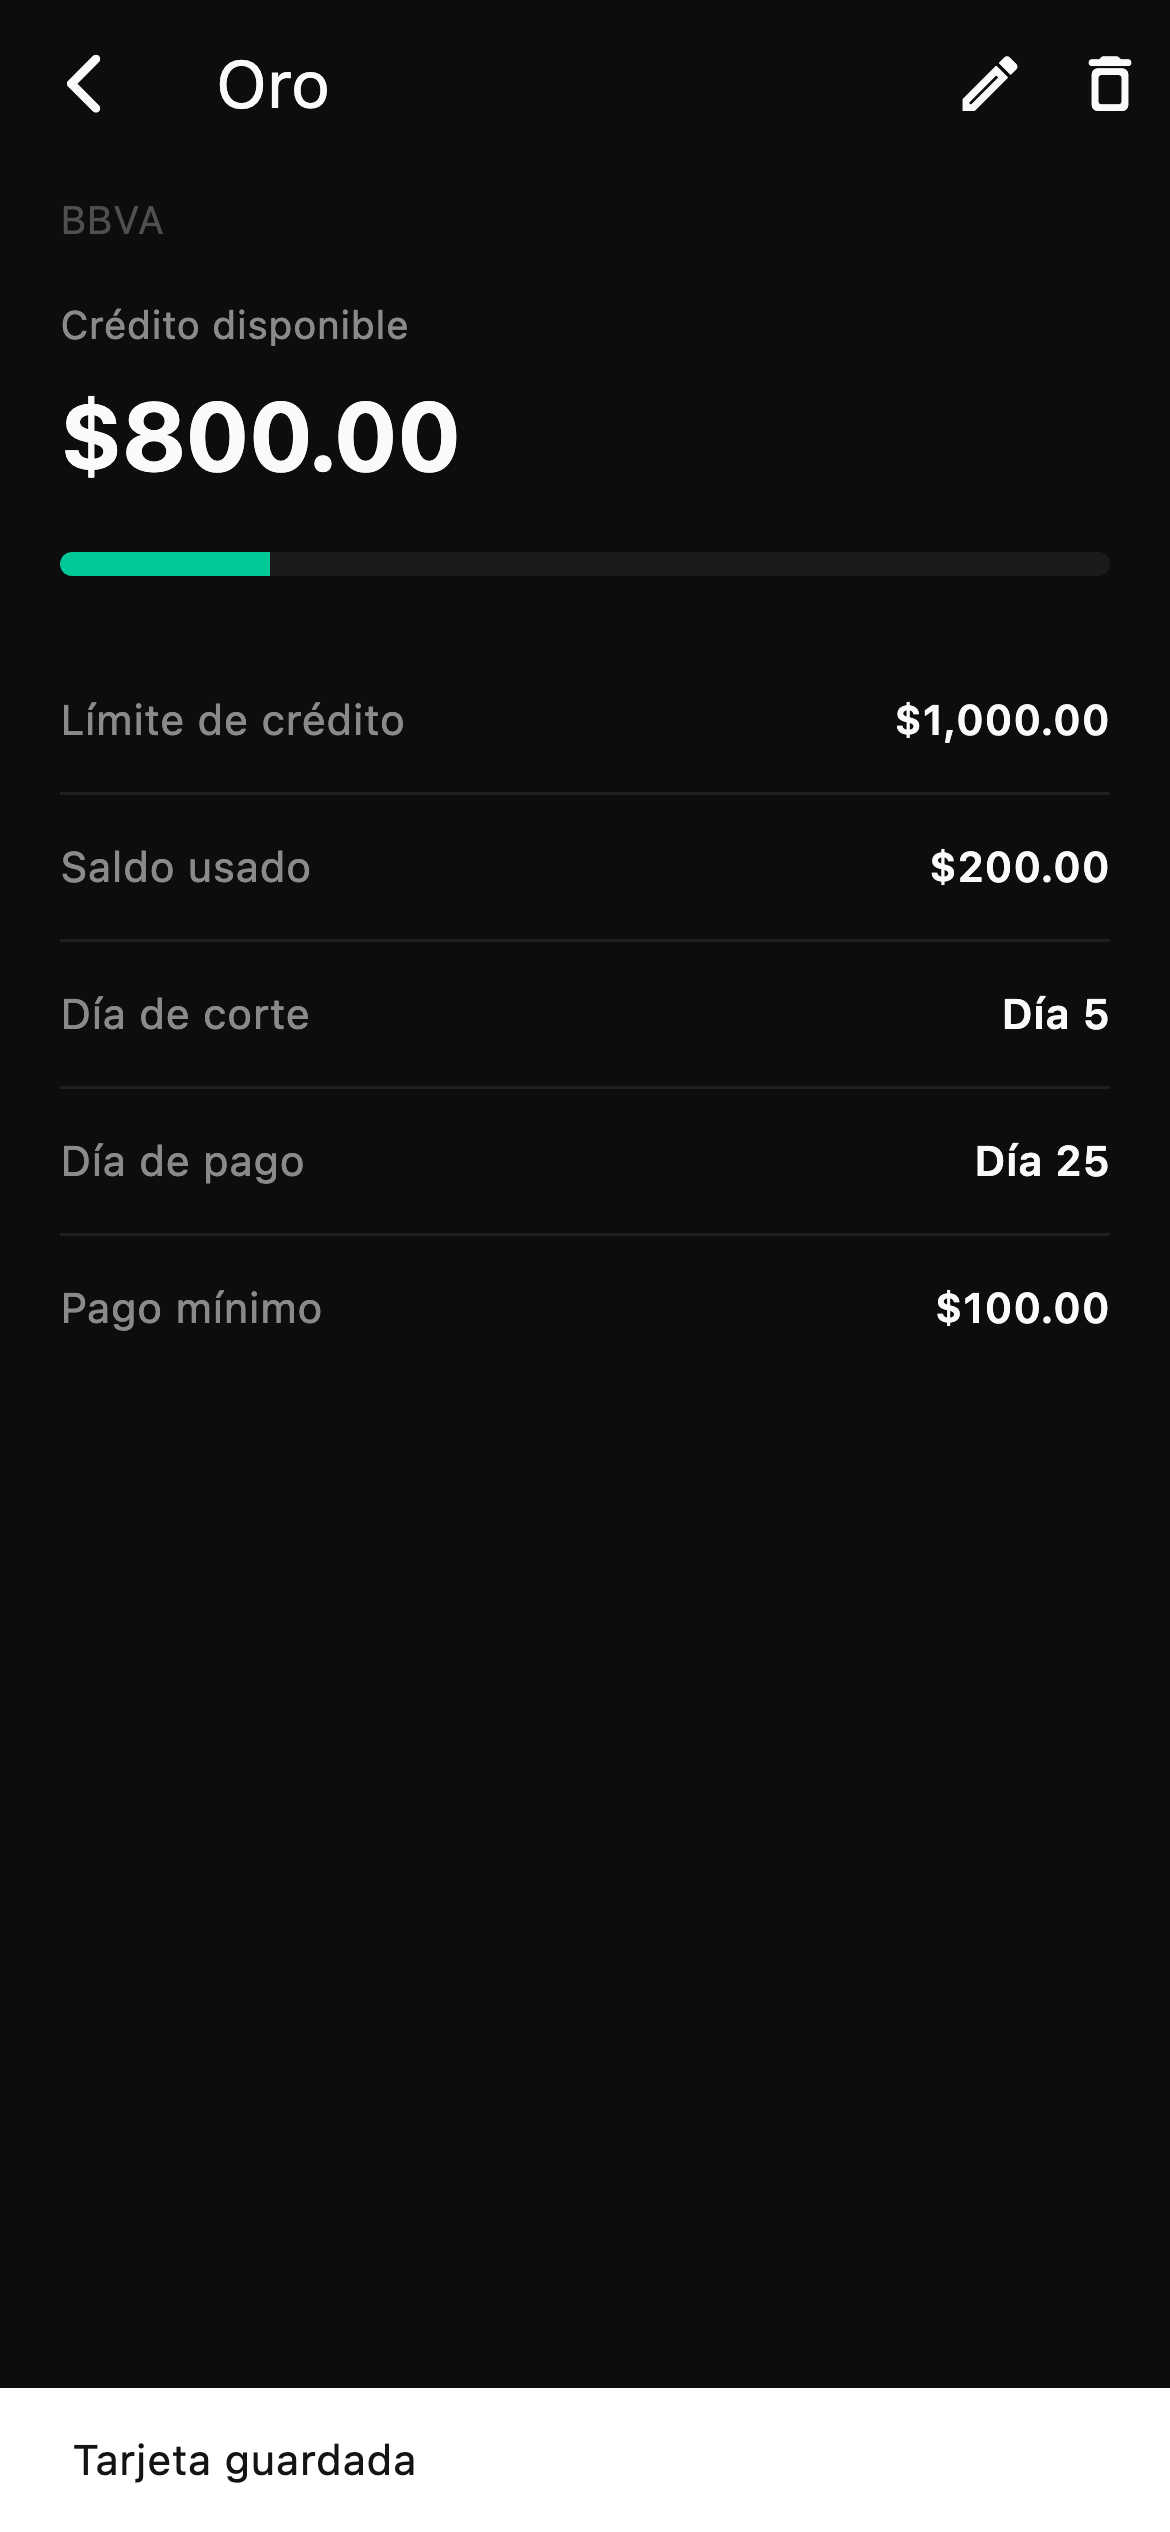 Oro
BBVA
Crédito disponible
$800.00
Límite de crédito $1,000.00
Saldo usado $200.00
Día de corte Día 5
Día de pago Día 25
Pago mínimo $100.00
Tarjeta guardada